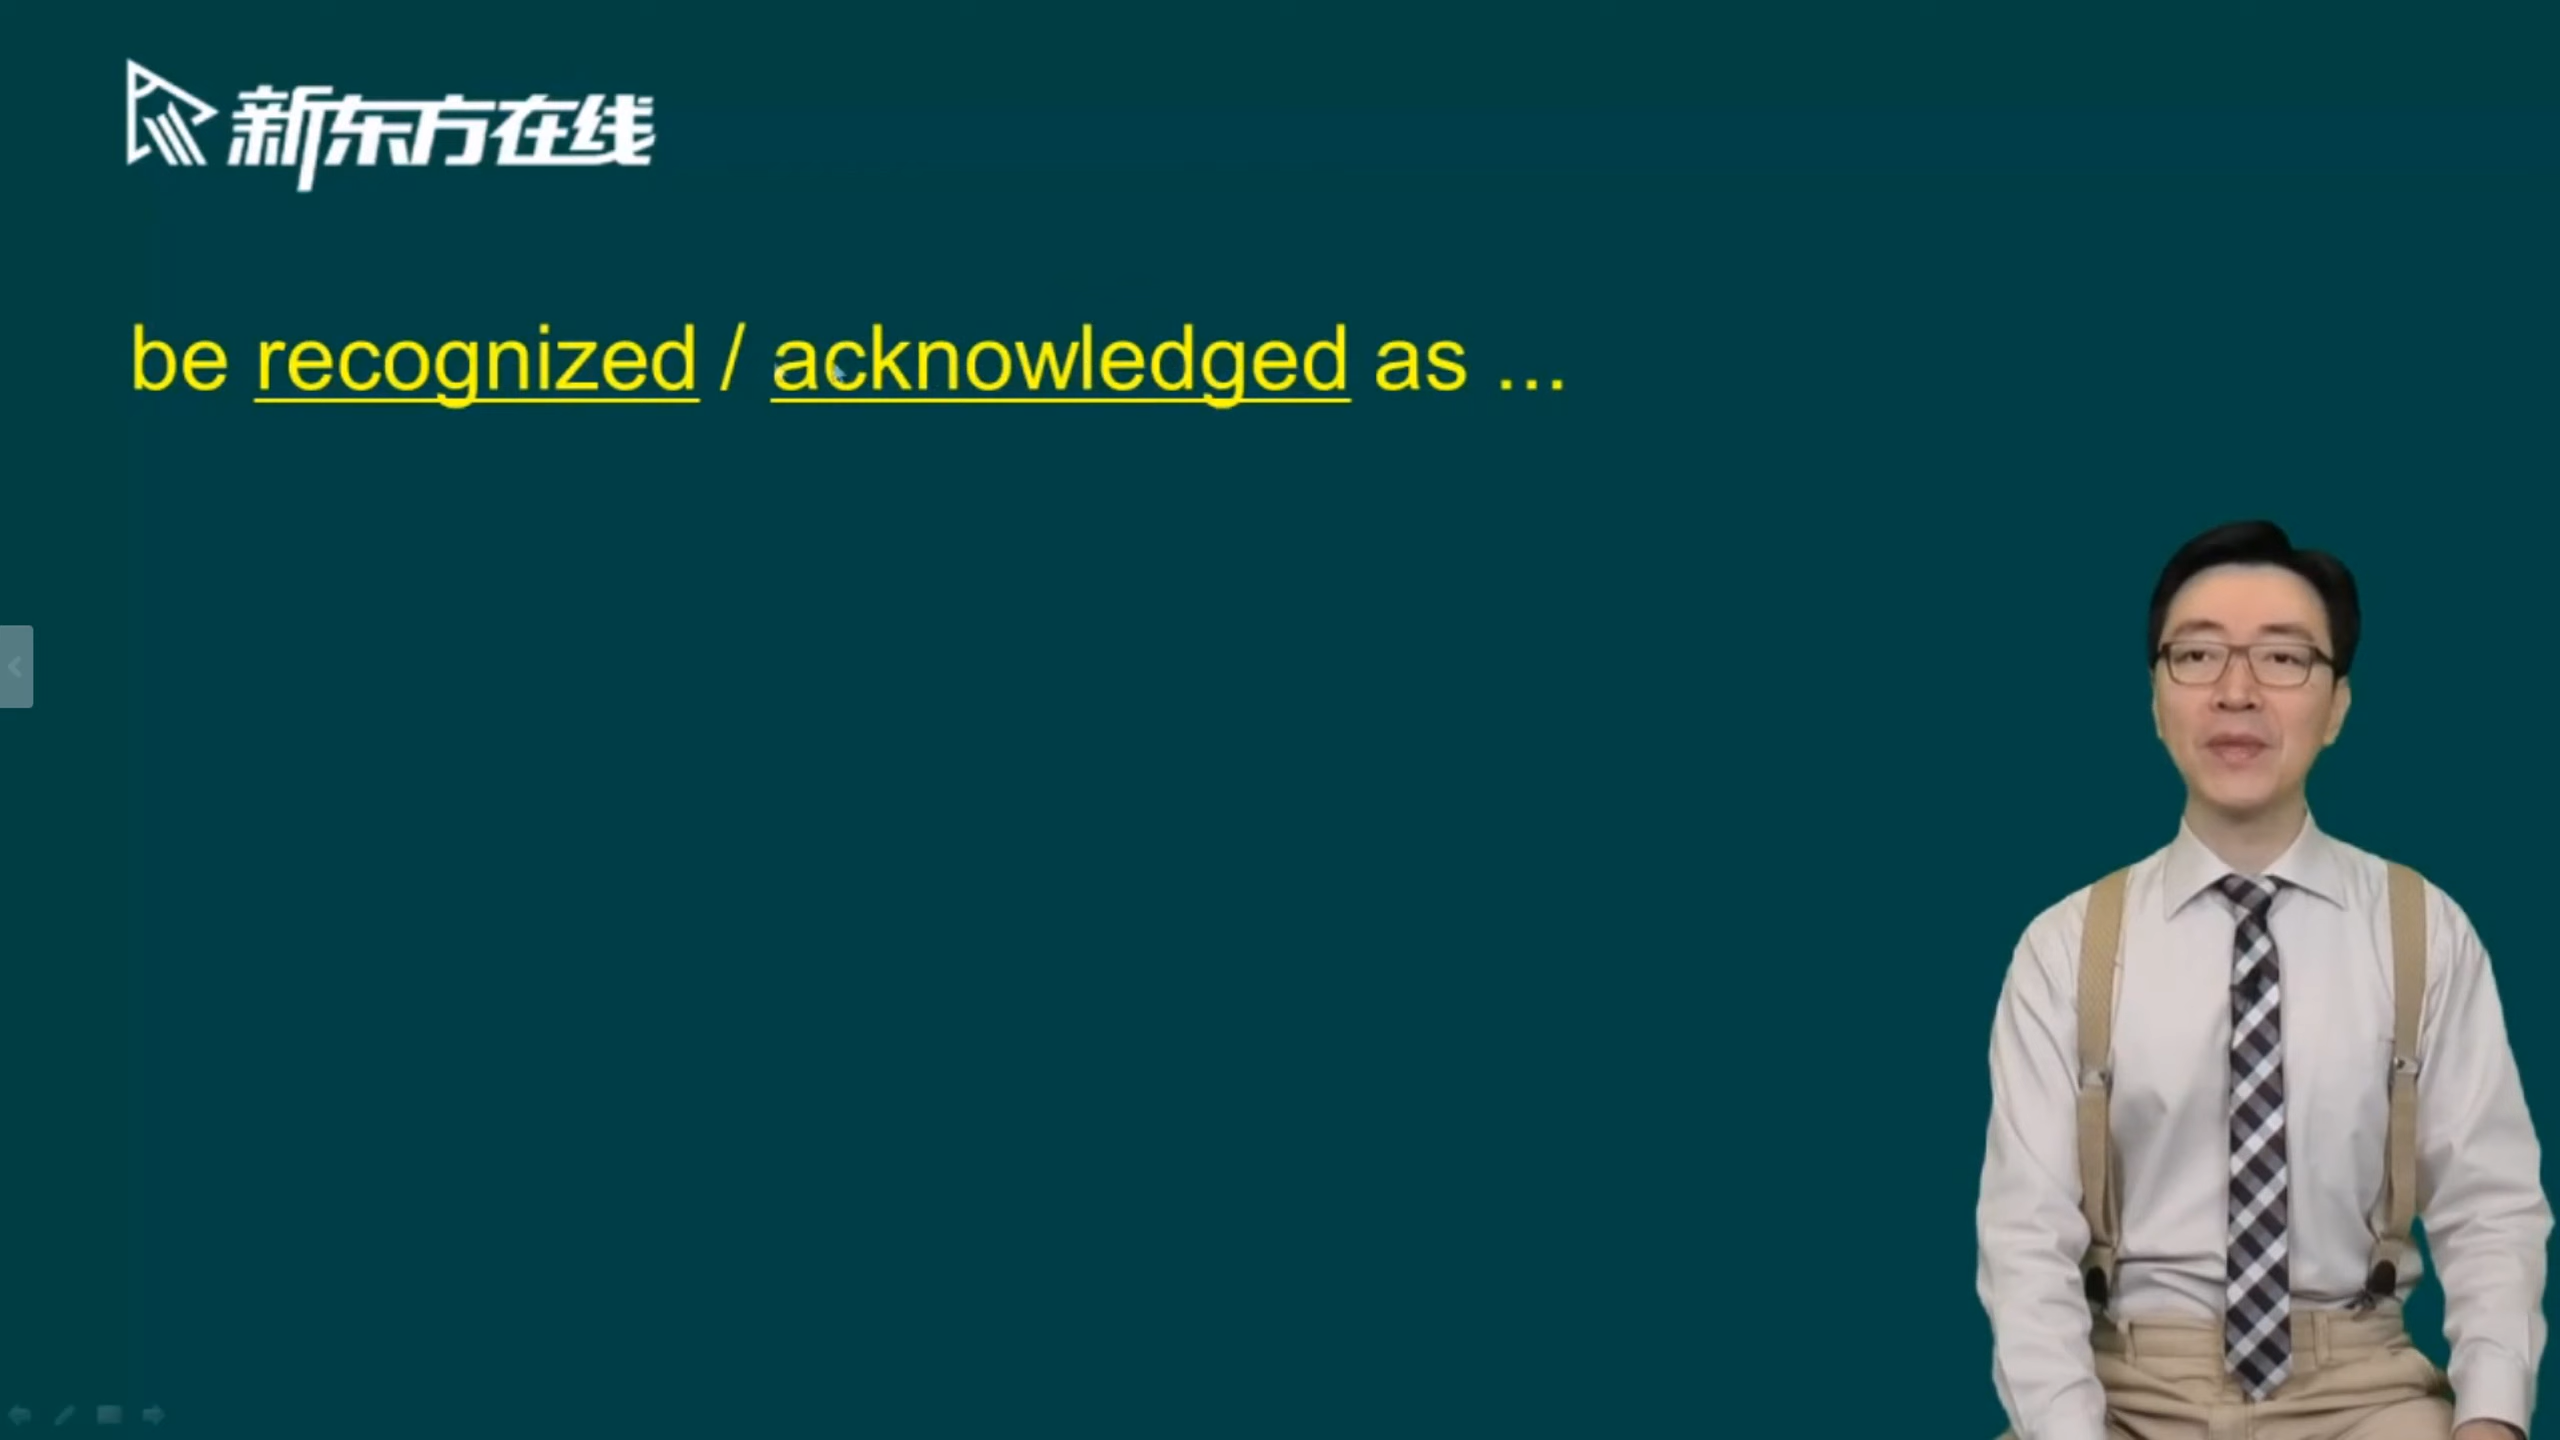 新东方在线
be recognized / acknowledged as ...